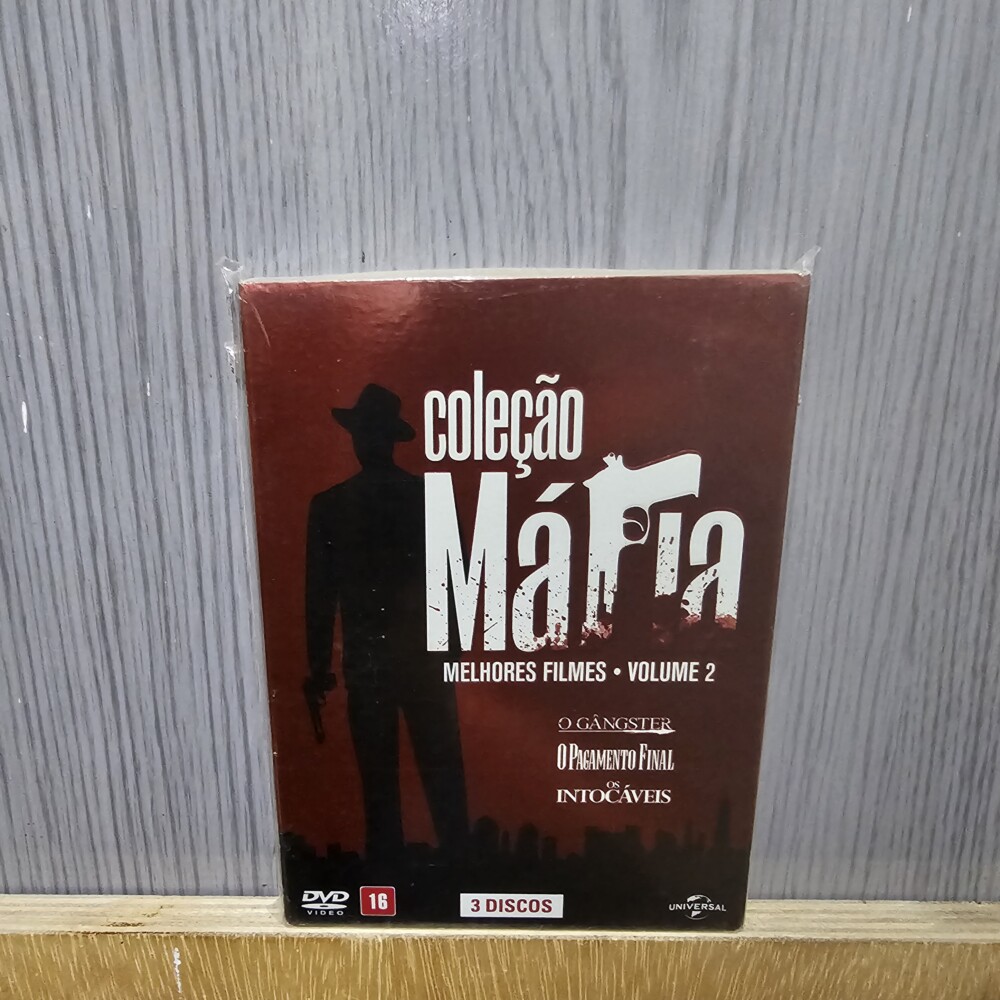 coleção
Máfia
MELHORES FILMES • VOLUME 2
O GÂNGSTER
O PAGAMENTO FINAL
OS
INTOCÁVEIS
DVD
VIDEO
16
3 DISCOS
UNIVERSAL